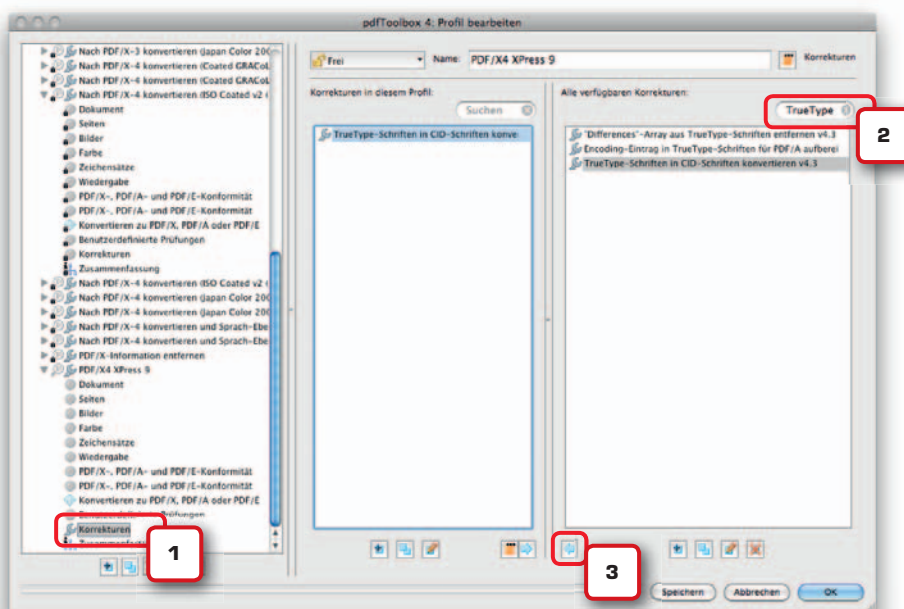 pdfToolbox 4: Profil bearbeiten
Nach PDF/X-3 konvertieren (Japan Color 200
Nach PDF/X-4 konvertieren (Coated GRACoL
Nach PDF/X-4 konvertieren (Coated GRACoL
Nach PDF/X-4 konvertieren (ISO Coated v2 (
Dokument
Seiten
Bilder
Farbe
Zeichensätze
Wiedergabe
PDF/X-, PDF/A- und PDF/E-Konformität
PDF/X-, PDF/A- und PDF/E-Konformität
Konvertieren zu PDF/X, PDF/A oder PDF/E
Benutzerdefinierte Prüfungen
Korrekturen
Zusammenfassung
Nach PDF/X-4 konvertieren (ISO Coated v2 (
Nach PDF/X-4 konvertieren (Japan Color 200
Nach PDF/X-4 konvertieren (Japan Color 200
Nach PDF/X-4 konvertieren und Sprach-Ebe
Nach PDF/X-4 konvertieren und Sprach-Ebe
PDF/X-Information entfernen
PDF/X4 XPress 9
Dokument
Seiten
Bilder
Farbe
Zeichensätze
Wiedergabe
PDF/X-, PDF/A- und PDF/E-Konformität
PDF/X-, PDF/A- und PDF/E-Konformität
Konvertieren zu PDF/X, PDF/A oder PDF/E
Benutzerdefinierte Prüfungen
Korrekturen
1
Frei
Name: PDF/X4 XPress 9
Korrekturen
Korrekturen in diesem Profil:
Suchen
TrueType-Schriften in CID-Schriften konve
Alle verfügbaren Korrekturen:
TrueType
2
"Differences"-Array aus TrueType-Schriften entfernen v4.3
Encoding-Eintrag in TrueType-Schriften für PDF/A aufberei
TrueType-Schriften in CID-Schriften konvertieren v4.3
3
Speichern
Abbrechen
OK